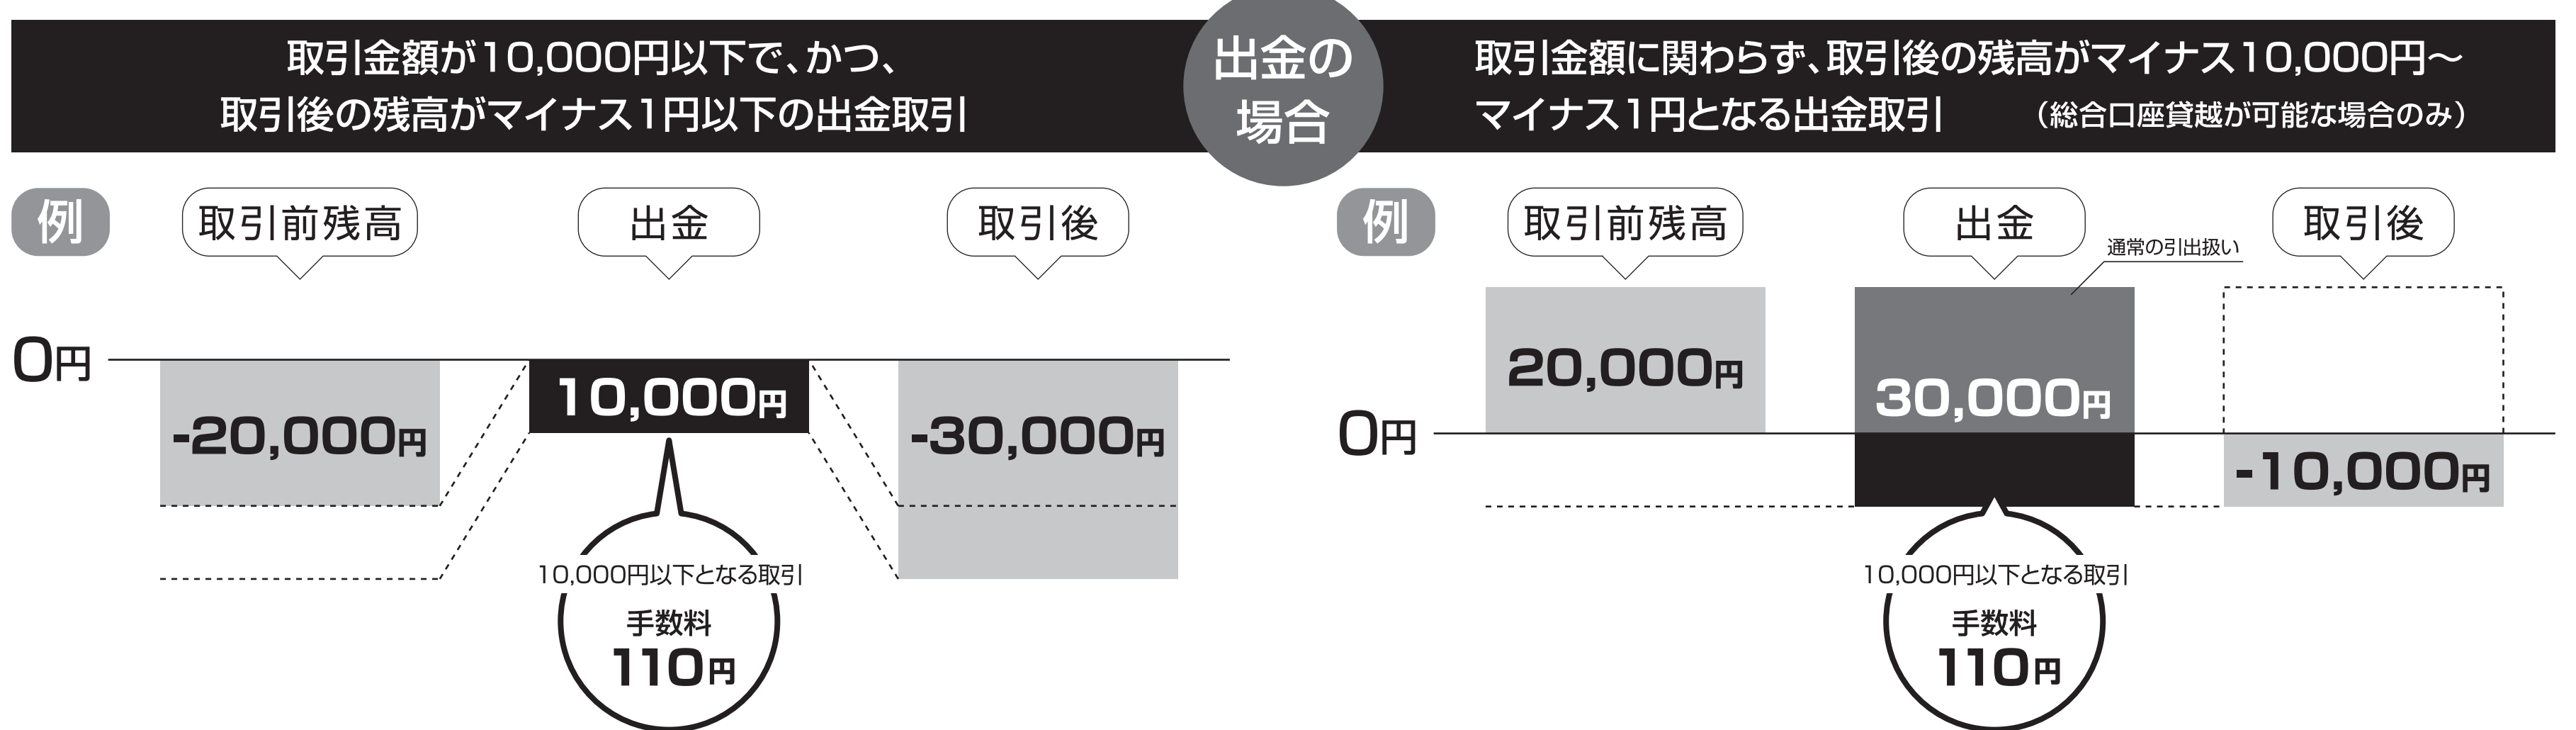 取引金額が10,000円以下で、かつ、
取引後の残高がマイナス1円以下の出金取引
出金の
場合
取引金額に関わらず、取引後の残高がマイナス10,000円〜
マイナス1円となる出金取引 （総合口座貸越が可能な場合のみ）
例
取引前残高
出金
取引後
0円
-20,000円
10,000円
-30,000円
10,000円以下となる取引
手数料
110円
例
取引前残高
出金
通常の引出扱い
取引後
20,000円
30,000円
0円
-10,000円
10,000円以下となる取引
手数料
110円